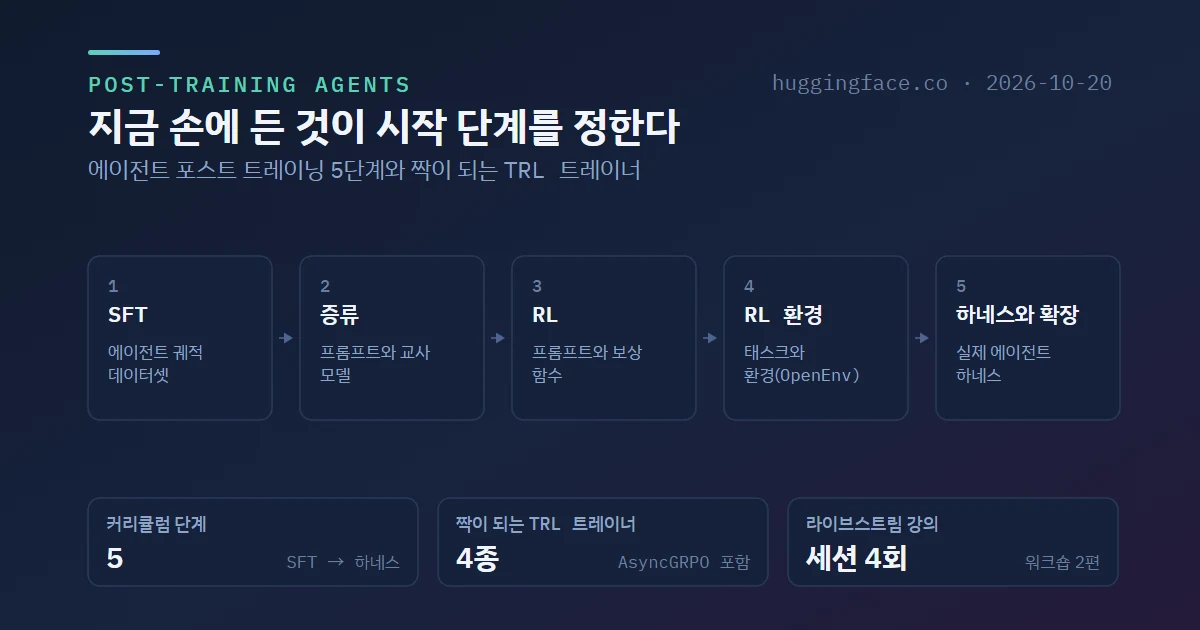 POST-TRAINING AGENTS
huggingface.co · 2026-10-20
지금 손에 든 것이 시작 단계를 정한다
에이전트 포스트 트레이닝 5단계와 짝이 되는 TRL 트레이너
1
SFT
에이전트 궤적
데이터셋
2
증류
프롬프트와 교사
모델
3
RL
프롬프트와 보상
함수
4
RL 환경
태스크와
환경(OpenEnv)
5
하네스와 확장
실제 에이전트
하네스
커리큘럼 단계
5
SFT → 하네스
짝이 되는 TRL 트레이너
4종
AsyncGRPO 포함
라이브스트림 강의
세션 4회
워크숍 2편